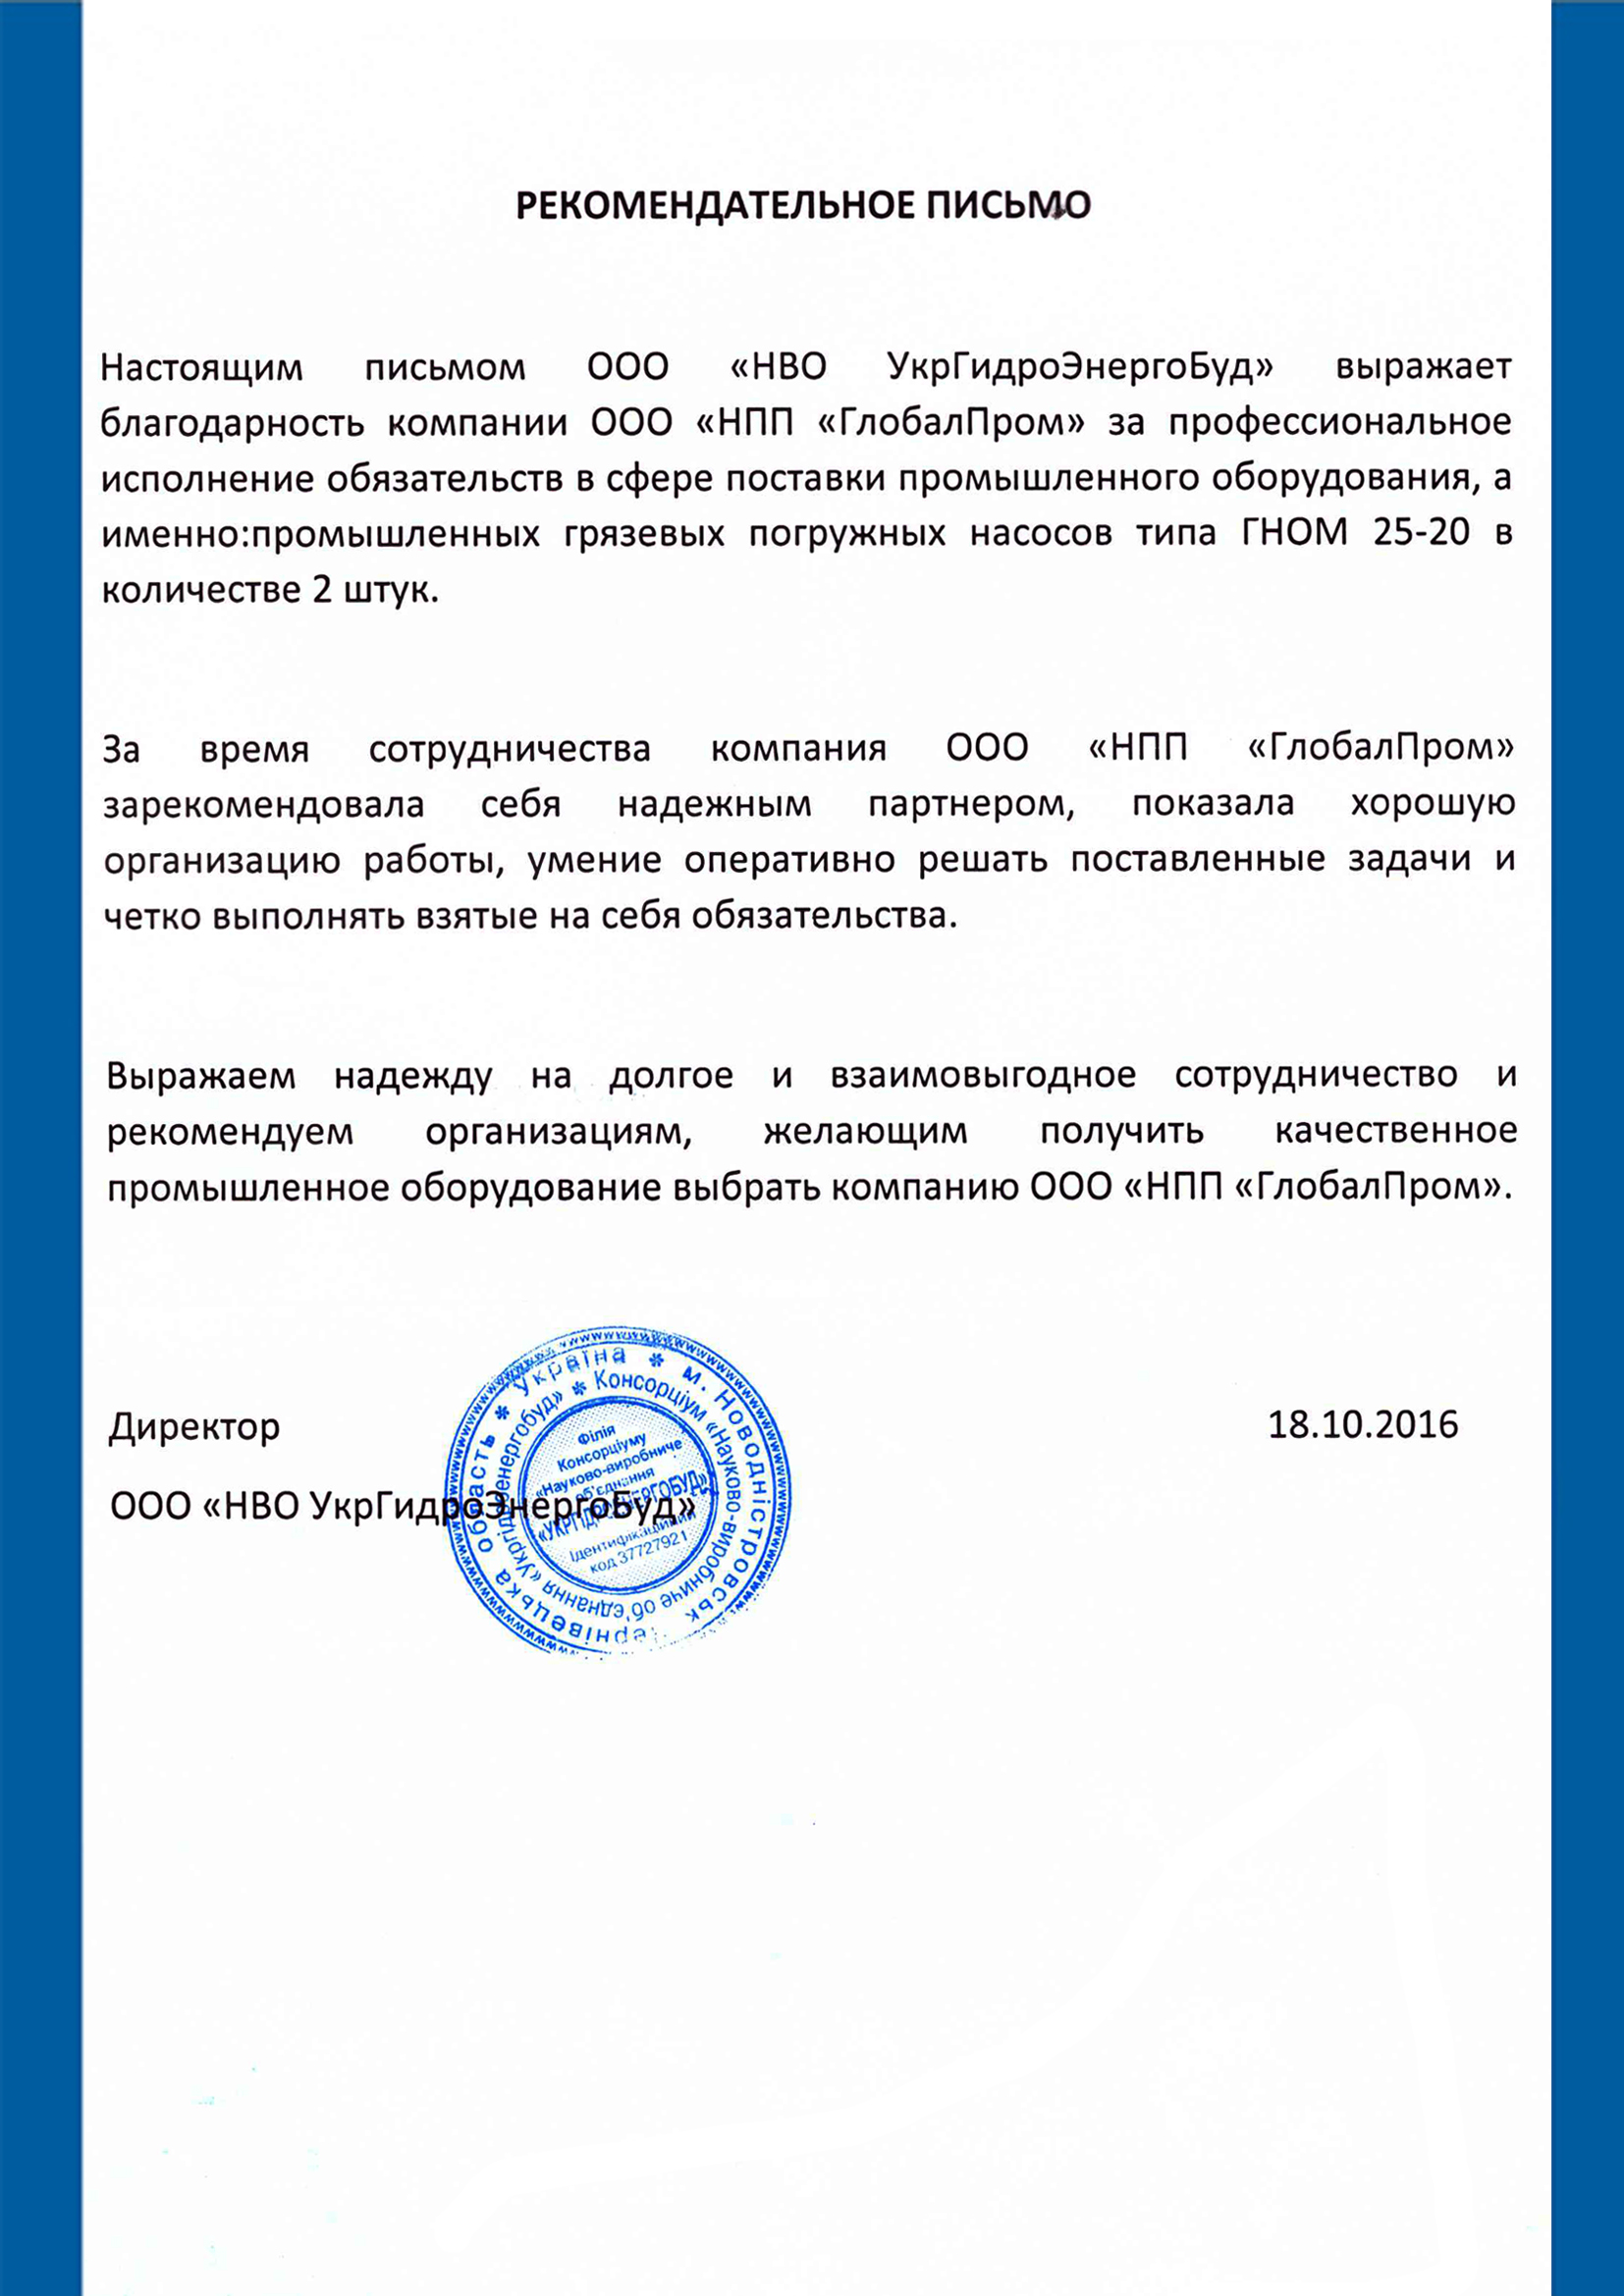 РЕКОМЕНДАТЕЛЬНОЕ ПИСЬМО
Настоящим письмом ООО «НВО УкрГидроЭнергоБуд» выражает
благодарность компании ООО «НПП «ГлобалПром» за профессиональное
исполнение обязательств в сфере поставки промышленного оборудования, а
именно:промышленных грязевых погружных насосов типа ГНОМ 25-20 в
количестве 2 штук.
За время сотрудничества компания ООО «НПП «ГлобалПром»
зарекомендовала себя надежным партнером, показала хорошую
организацию работы, умение оперативно решать поставленные задачи и
четко выполнять взятые на себя обязательства.
Выражаем надежду на долгое и взаимовыгодное сотрудничество и
рекомендуем организациям, желающим получить качественное
промышленное оборудование выбрать компанию ООО «НПП «ГлобалПром».
Директор
18.10.2016
ООО «НВО УкрГидроЭнергоБуд»
Україна * м. Новодністровськ
область *
Консорціум «Науково-виробниче об'єднання «Укргідроенергобуд» *
Філія
Консорціуму
«Науково-виробниче
об'єднання
«УКРГІДРОЕНЕРГОБУД»
Ідентифікаційний
код 37727921